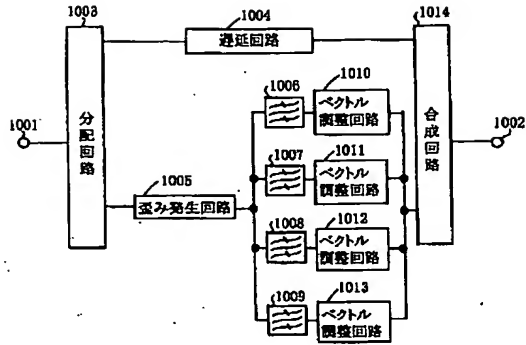 1003
1004
1014
遅延回路
1006
1010
ベクトル
調整回路
1001
分配回路
1007
1011
ベクトル
調整回路
合成回路
1002
1005
歪み発生回路
1008
1012
ベクトル
調整回路
1009
1013
ベクトル
調整回路